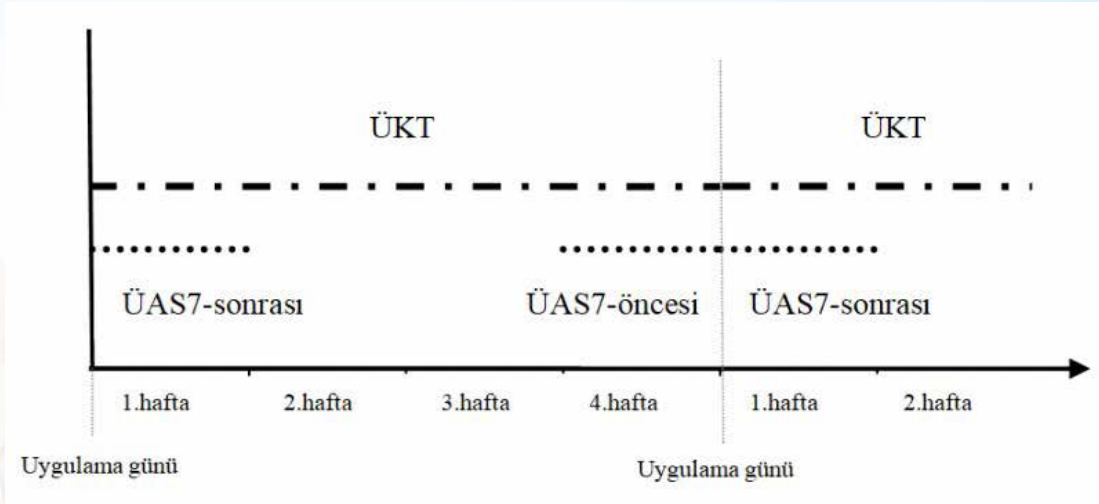 ÜKT ÜKT
ÜAS7-sonrası ÜAS7-öncesi ÜAS7-sonrası
1.hafta 2.hafta 3.hafta 4.hafta 1.hafta 2.hafta
Uygulama günü Uygulama günü